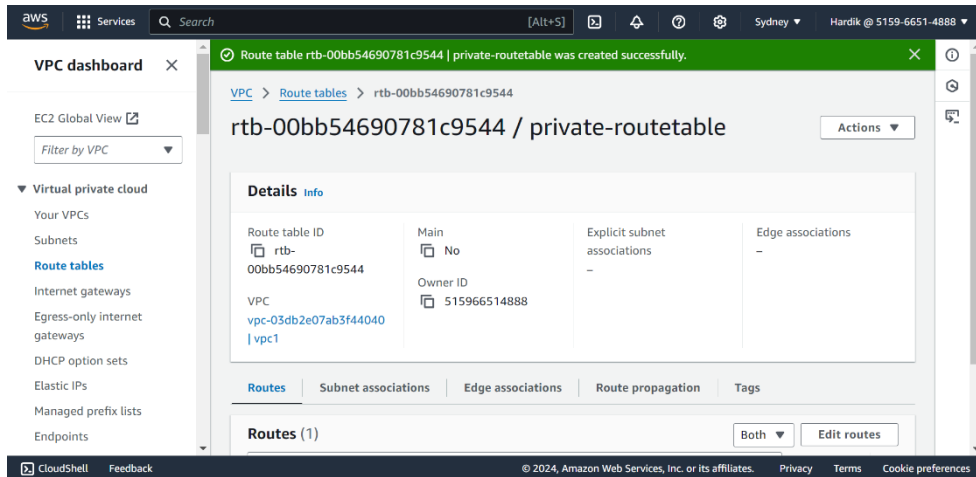 aws Services Search [Alt+S] Sydney ▼ Hardik @ 5159-6651-4888 ▼
VPC dashboard
EC2 Global View
Filter by VPC
Virtual private cloud
Your VPCs
Subnets
Route tables
Internet gateways
Egress-only internet
gateways
DHCP option sets
Elastic IPs
Managed prefix lists
Endpoints
Route table rtb-00bb54690781c9544 | private-routetable was created successfully.
VPC > Route tables > rtb-00bb54690781c9544
rtb-00bb54690781c9544 / private-routetable
Actions ▼
Details Info
Route table ID
rtb-
00bb54690781c9544
VPC
vpc-03db2e07ab3f44040
| vpc1
Main
No
Owner ID
515966514888
Explicit subnet
associations
–
Edge associations
–
Routes Subnet associations Edge associations Route propagation Tags
Routes (1)
Both ▼ Edit routes
CloudShell Feedback © 2024, Amazon Web Services, Inc. or its affiliates. Privacy Terms Cookie preferences